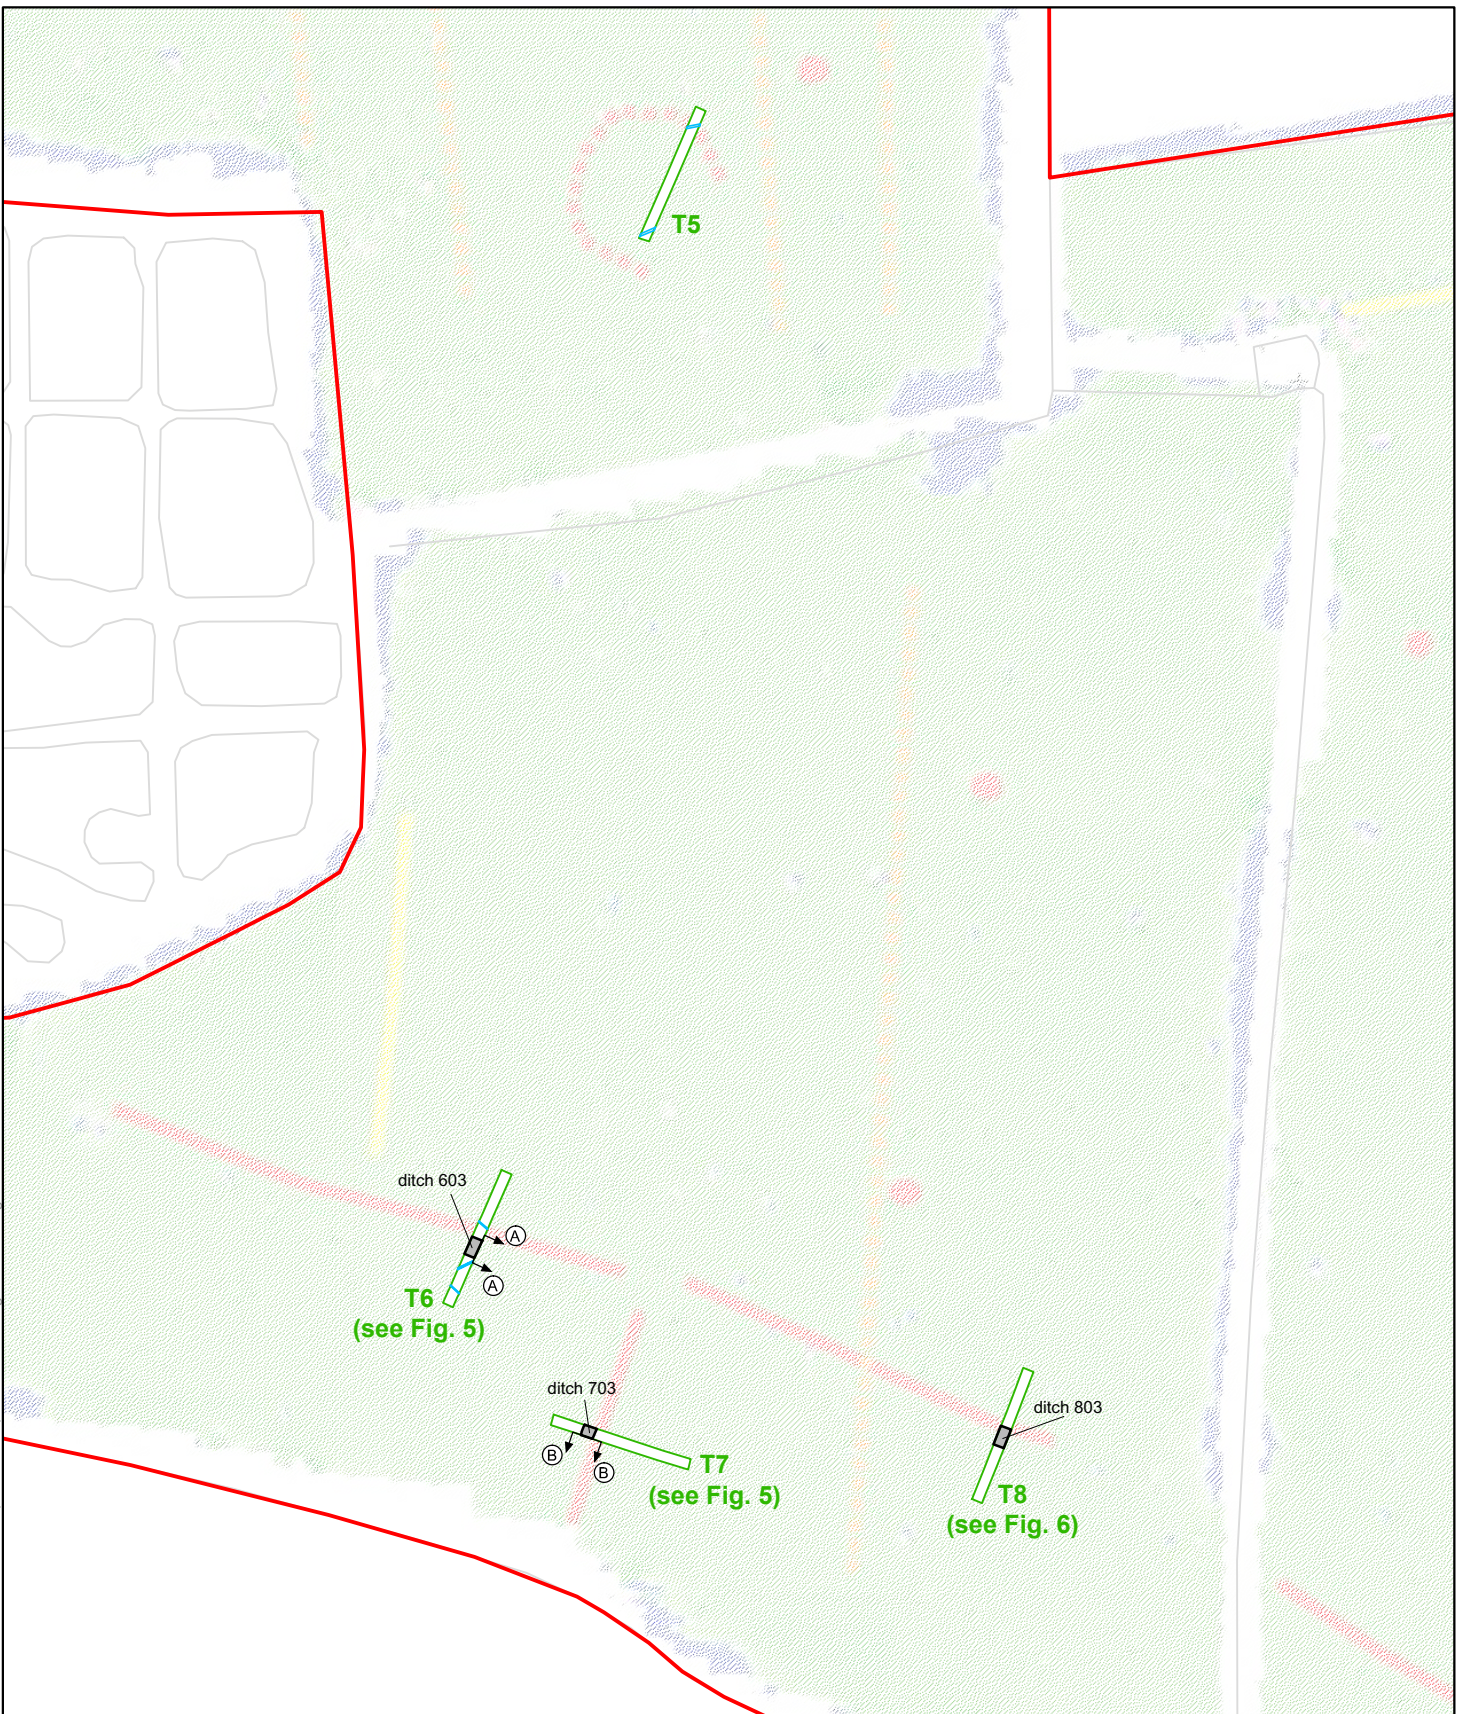 T5
ditch 603
A
A
T6
(see Fig. 5)
ditch 703
B
B
T7
(see Fig. 5)
ditch 803
T8
(see Fig. 6)